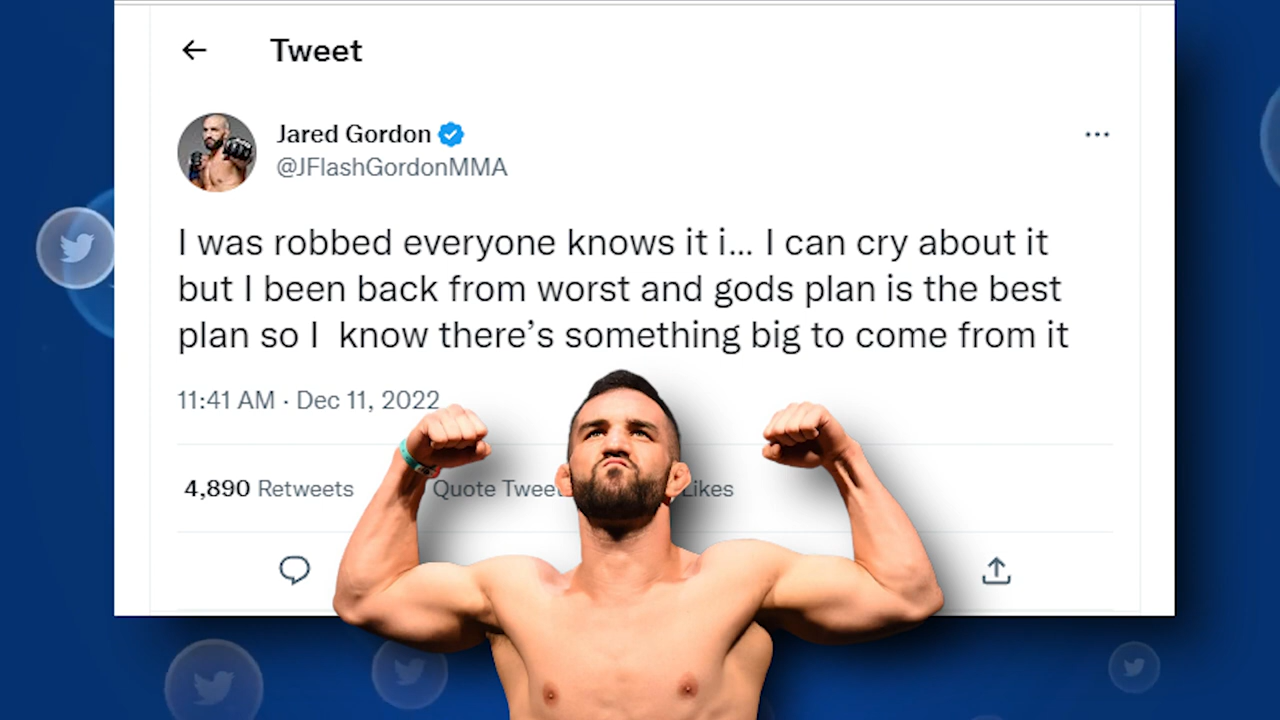 Tweet
Jared Gordon
@JFlashGordonMMA
I was robbed everyone knows it i... I can cry about it
but I been back from worst and gods plan is the best
plan so I  know there's something big to come from it
11:41 AM · Dec 11, 2022
4,890 Retweets Quote Likes